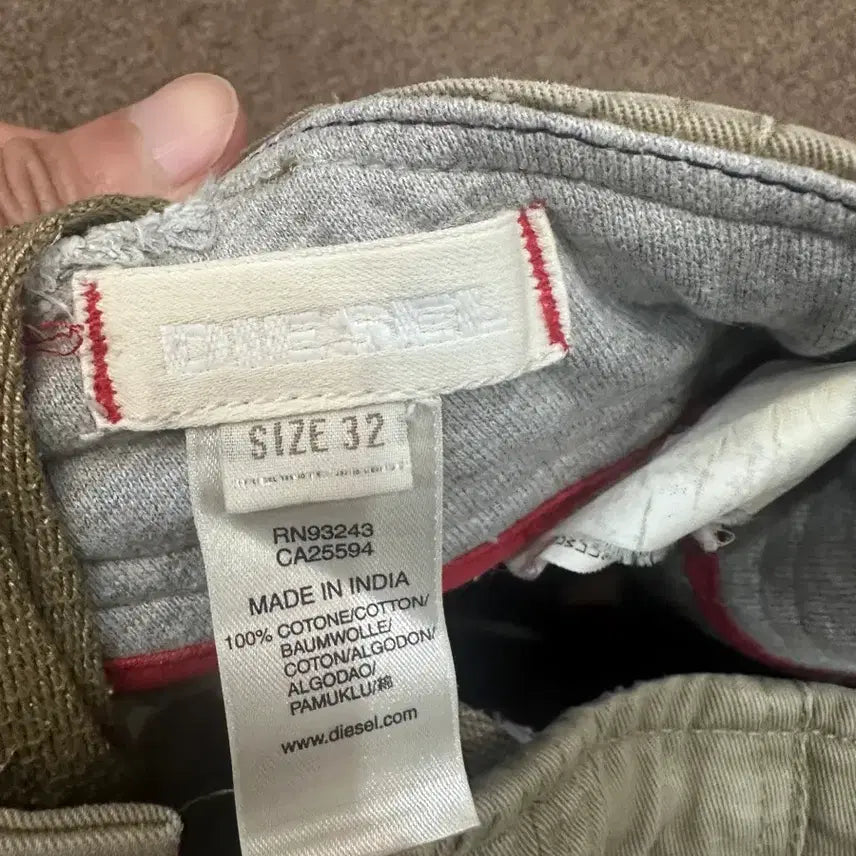 DIESEL
SIZE 32
RN93243
CA25594
MADE IN INDIA
100% COTONE/COTTON/
BAUMWOLLE/
COTON/ALGODON/
ALGODAO/
PAMUKLU/綿
www.diesel.com